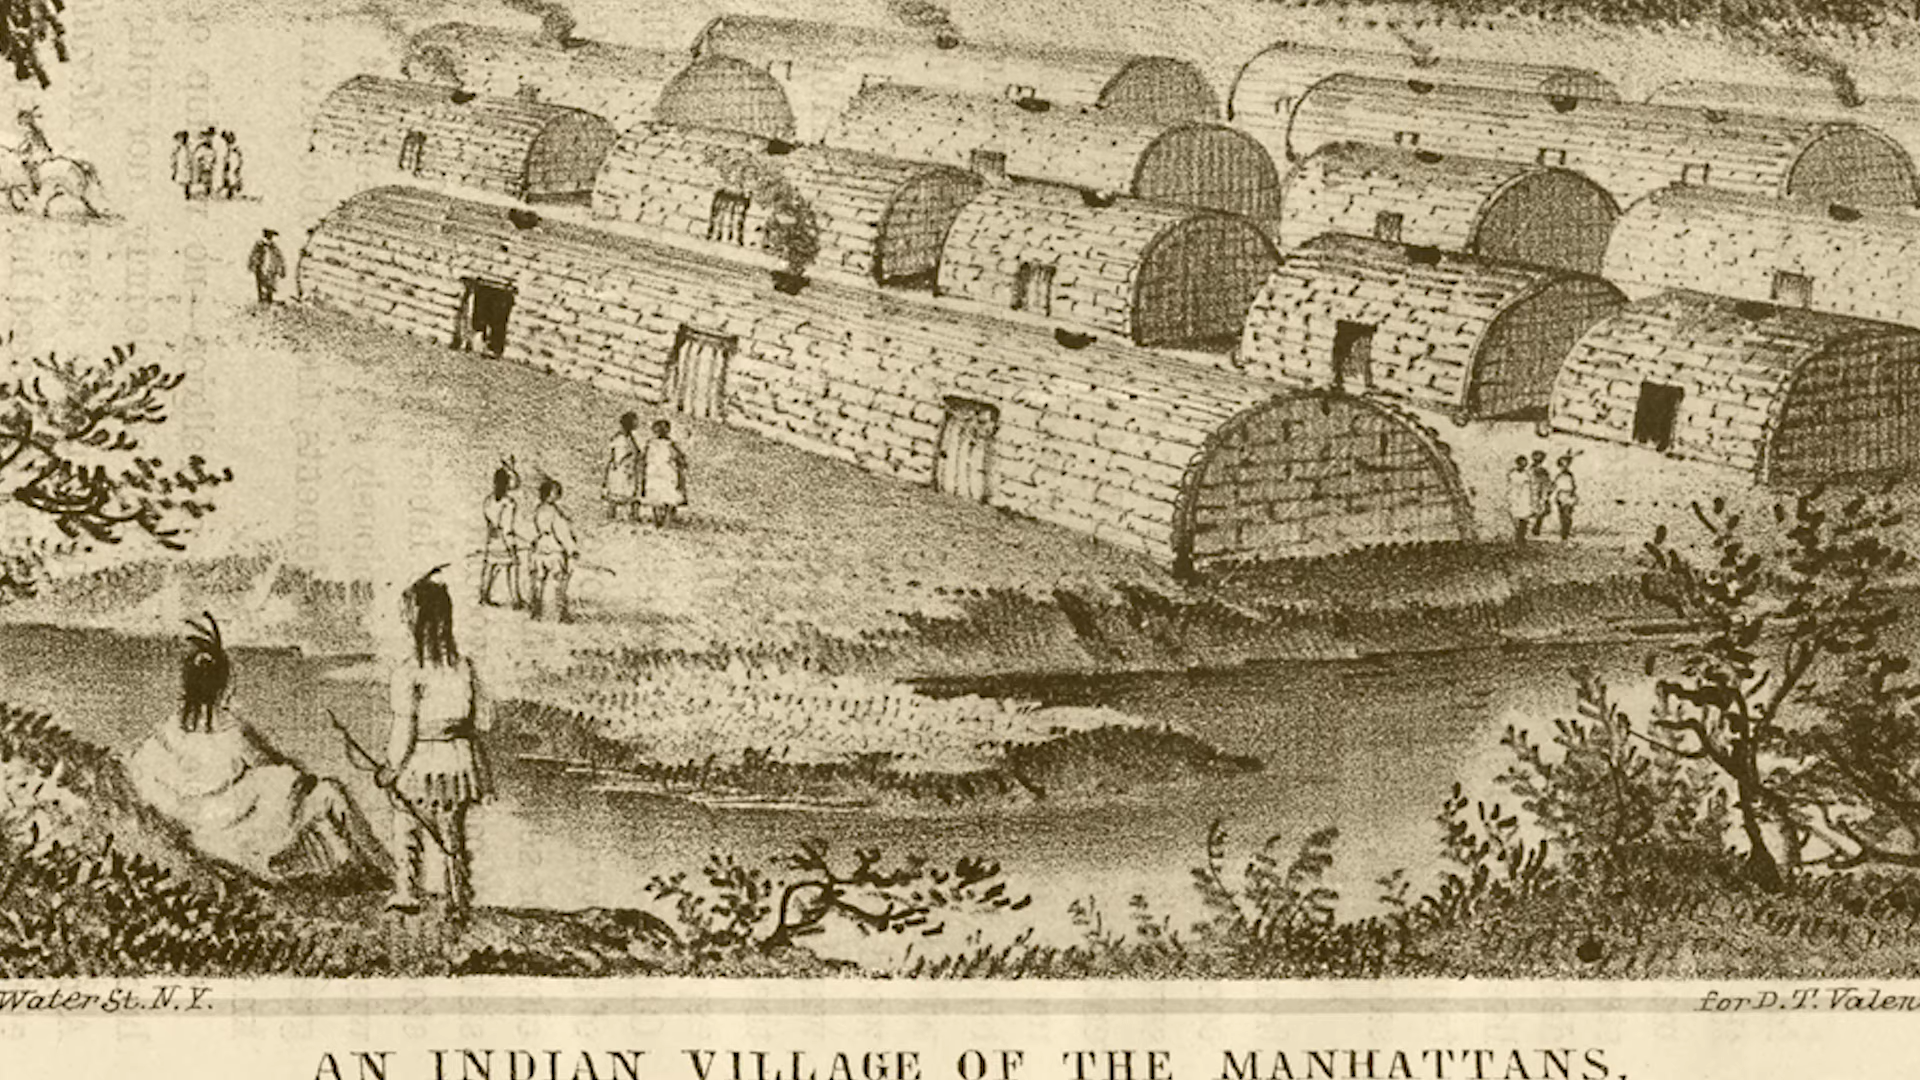 Water St. N.Y.
for D.T. Valen
AN INDIAN VILLAGE OF THE MANHATTANS,